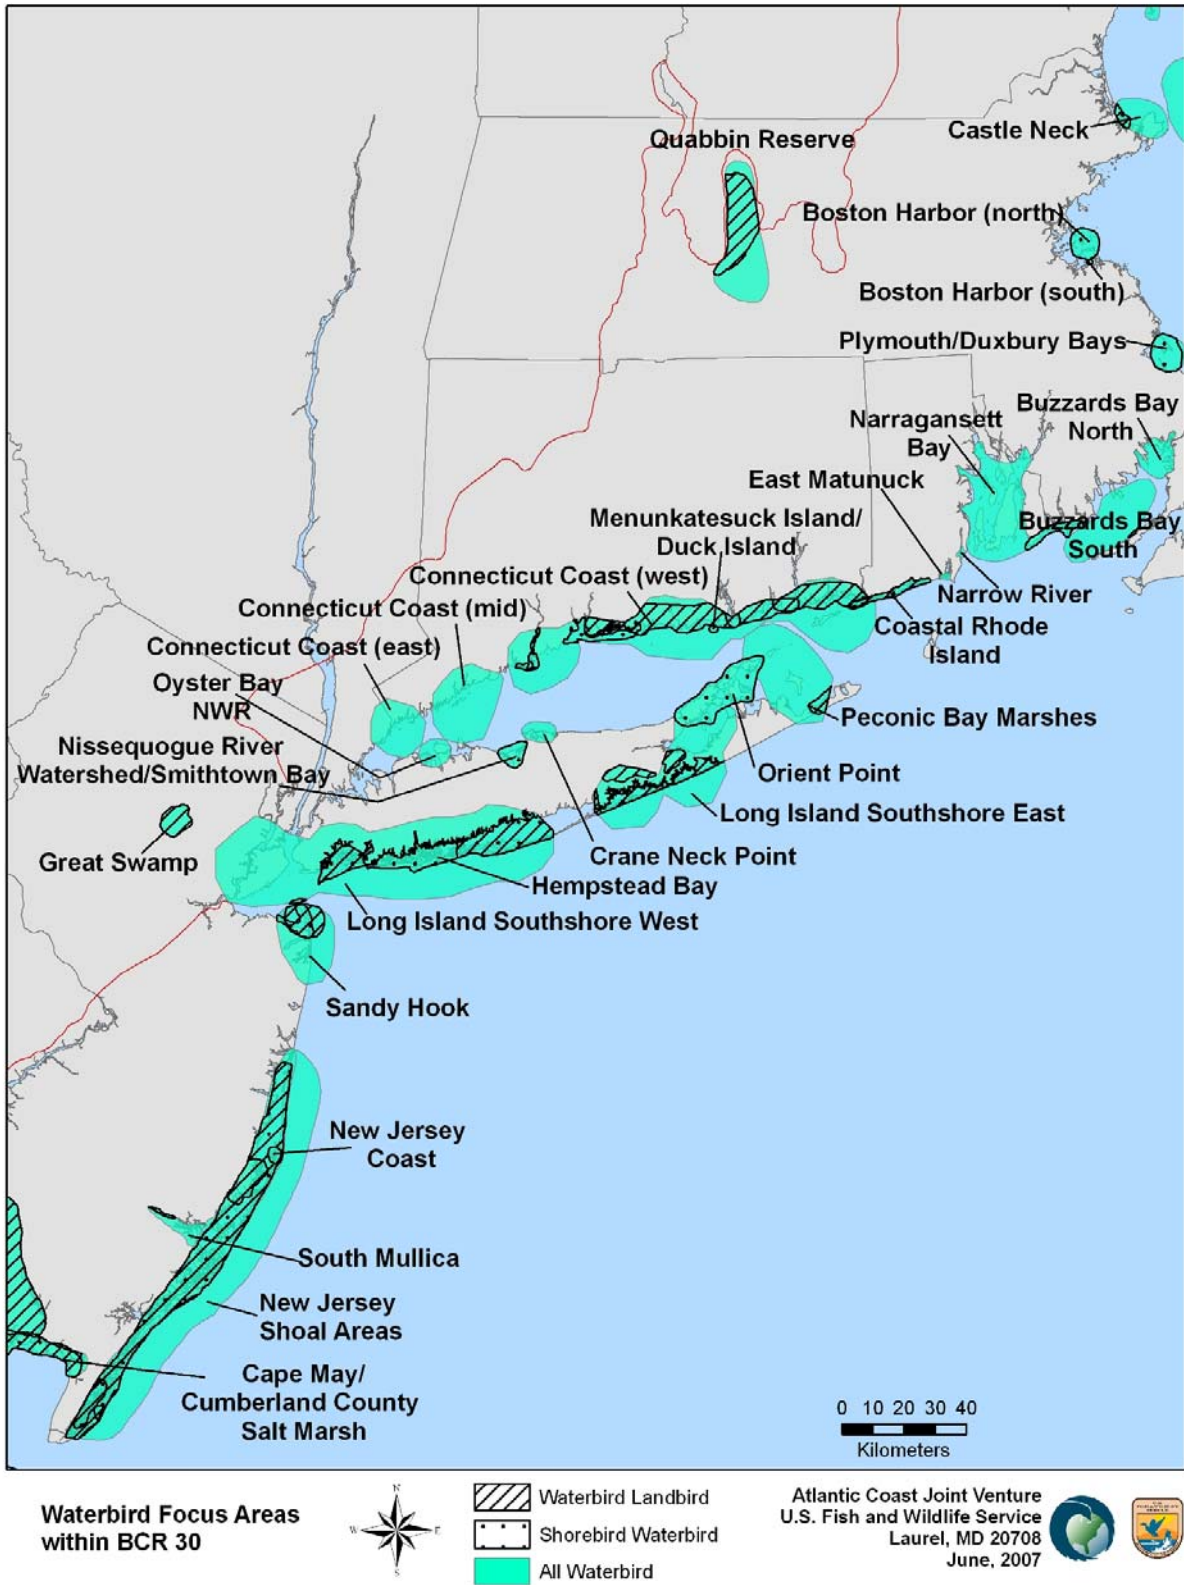 Quabbin Reserve
Castle Neck
Boston Harbor (north)
Boston Harbor (south)
Plymouth/Duxbury Bays
Buzzards Bay
North
Narragansett
Bay
East Matunuck
Menunkatesuck Island/
Duck Island
Buzzards Bay
South
Connecticut Coast (west)
Narrow River
Connecticut Coast (mid)
Coastal Rhode
Island
Connecticut Coast (east)
Oyster Bay
NWR
Peconic Bay Marshes
Nissequogue River
Watershed/Smithtown Bay
Orient Point
Long Island Southshore East
Great Swamp
Crane Neck Point
Hempstead Bay
Long Island Southshore West
Sandy Hook
New Jersey
Coast
South Mullica
New Jersey
Shoal Areas
Cape May/
Cumberland County
Salt Marsh
0 10 20 30 40
Kilometers
Waterbird Focus Areas
within BCR 30
N
W
E
S
Waterbird Landbird
Shorebird Waterbird
All Waterbird
Atlantic Coast Joint Venture
U.S. Fish and Wildlife Service
Laurel, MD 20708
June, 2007